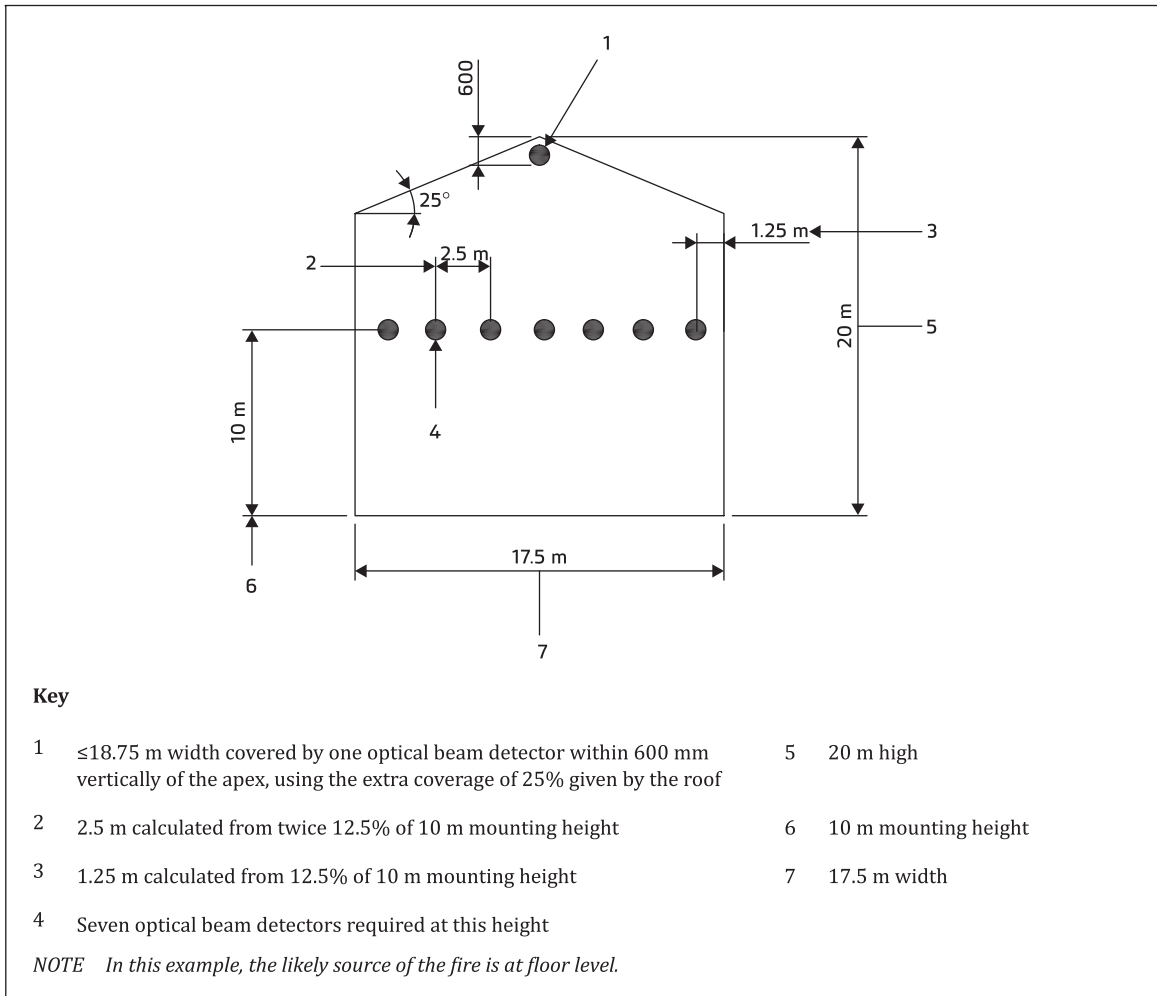 1
600
25°
1.25 m
3
2
2.5 m
20 m
5
10 m
4
17.5 m
6
7
Key
1 ≤18.75 m width covered by one optical beam detector within 600 mm
vertically of the apex, using the extra coverage of 25% given by the roof
2 2.5 m calculated from twice 12.5% of 10 m mounting height
3 1.25 m calculated from 12.5% of 10 m mounting height
4 Seven optical beam detectors required at this height
5 20 m high
6 10 m mounting height
7 17.5 m width
NOTE In this example, the likely source of the fire is at floor level.